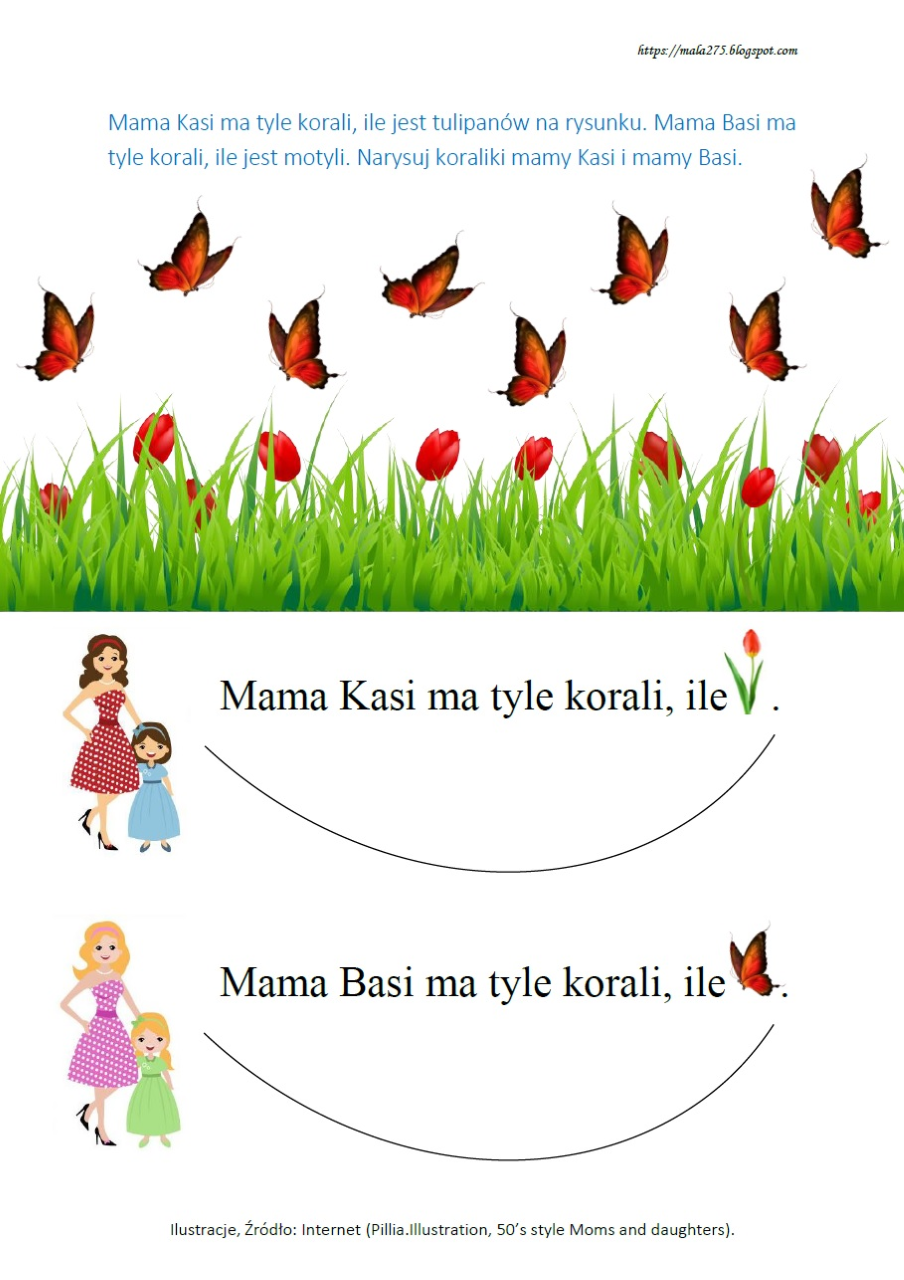 https://mala275.blogspot.com
Mama Kasi ma tyle korali, ile jest tulipanów na rysunku. Mama Basi ma
tyle korali, ile jest motyli. Narysuj koraliki mamy Kasi i mamy Basi.
Mama Kasi ma tyle korali, ile .
Mama Basi ma tyle korali, ile .
Ilustracje, Źródło: Internet (Pillia.Illustration, 50’s style Moms and daughters).